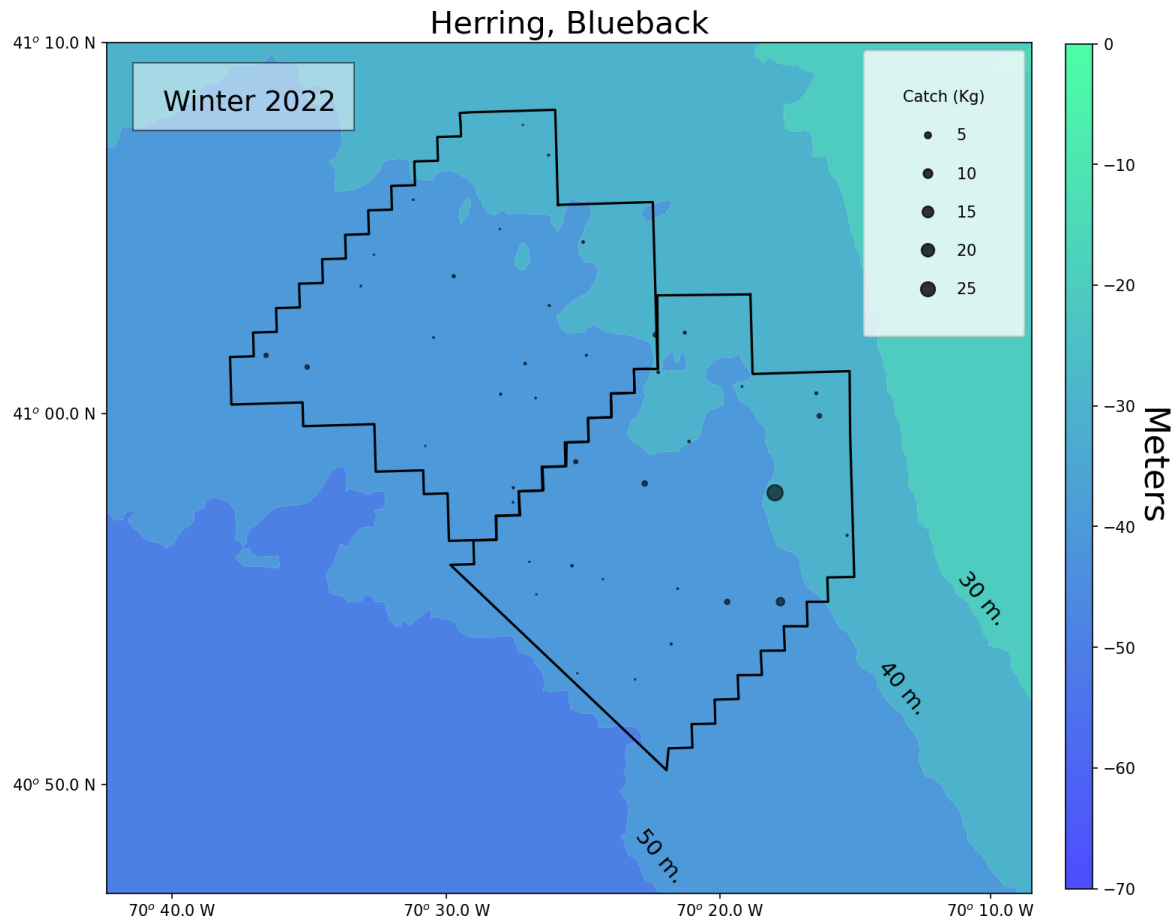 Herring, Blueback
41° 10.0 N
41° 00.0 N
40° 50.0 N
70° 40.0 W
70° 30.0 W
70° 20.0 W
70° 10.0 W
Winter 2022
Catch (Kg)
5
10
15
20
25
30 m.
40 m.
50 m.
0
−10
−20
−30
−40
−50
−60
−70
Meters